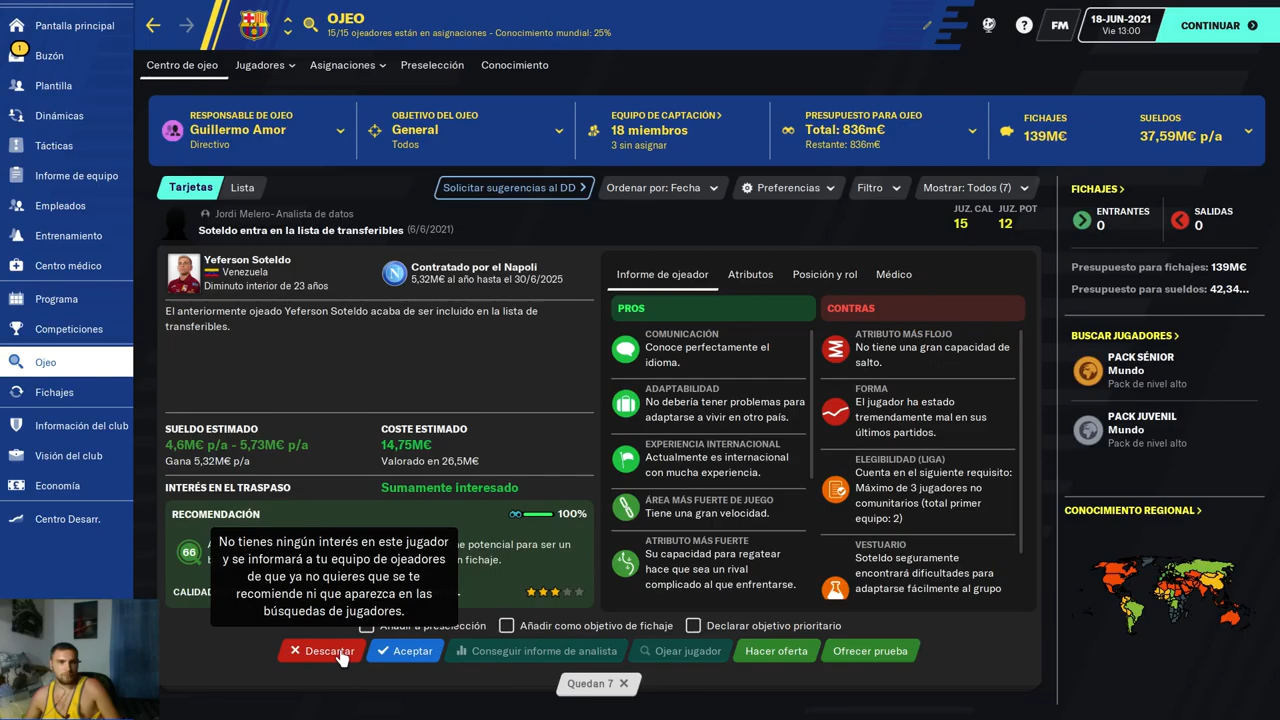 Pantalla principal
1
Buzón
Plantilla
Dinámicas
Tácticas
Informe de equipo
Empleados
Entrenamiento
Centro médico
Programa
Competiciones
Ojeo
Fichajes
Información del club
Visión del club
Economía
Centro Desarr.
OJEO
15/15 ojeadores están en asignaciones - Conocimiento mundial: 25%
?
FM
18-JUN-2021
Vie 13:00
CONTINUAR
Centro de ojeo
Jugadores
Asignaciones
Preselección
Conocimiento
RESPONSABLE DE OJEO
Guillermo Amor
Directivo
OBJETIVO DEL OJEO
General
Todos
EQUIPO DE CAPTACIÓN
18 miembros
3 sin asignar
PRESUPUESTO PARA OJEO
Total: 836m€
Restante: 836m€
FICHAJES
139M€
SUELDOS
37,59M€ p/a
Tarjetas
Lista
Solicitar sugerencias al DD
Ordenar por: Fecha
Preferencias
Filtro
Mostrar: Todos (7)
Jordi Melero-Analista de datos
Soteldo entra en la lista de transferibles (6/6/2021)
JUZ. CAL
15
JUZ. POT
12
Yeferson Soteldo
Venezuela
Diminuto interior de 23 años
N
Contratado por el Napoli
5,32M€ al año hasta el 30/6/2025
El anteriormente ojeado Yeferson Soteldo acaba de ser incluido en la lista de
transferibles.
SUELDO ESTIMADO
4,6M€ p/a - 5,73M€ p/a
Gana 5,32M€ p/a
COSTE ESTIMADO
14,75M€
Valorado en 26,5M€
INTERÉS EN EL TRASPASO
Sumamente interesado
RECOMENDACIÓN
100%
66
ne potencial para ser un
fichaje.
CALIDAD
No tienes ningún interés en este jugador
y se informará a tu equipo de ojeadores
de que ya no quieres que se te
recomiende ni que aparezca en las
búsquedas de jugadores.
Informe de ojeador
Atributos
Posición y rol
Médico
PROS
COMUNICACIÓN
Conoce perfectamente el
idioma.
ADAPTABILIDAD
No debería tener problemas para
adaptarse a vivir en otro país.
EXPERIENCIA INTERNACIONAL
Actualmente es internacional
con mucha experiencia.
ÁREA MÁS FUERTE DE JUEGO
Tiene una gran velocidad.
ATRIBUTO MÁS FUERTE
Su capacidad para regatear
hace que sea un rival
complicado al que enfrentarse.
CONTRAS
ATRIBUTO MÁS FLOJO
No tiene una gran capacidad de
salto.
FORMA
El jugador ha estado
tremendamente mal en sus
últimos partidos.
ELEGIBILIDAD (LIGA)
Cuenta en el siguiente requisito:
Máximo de 3 jugadores no
comunitarios (total primer
equipo: 2)
VESTUARIO
Soteldo seguramente
encontrará dificultades para
adaptarse fácilmente al grupo
Añadir a preselección
Añadir como objetivo de fichaje
Declarar objetivo prioritario
Descartar
Aceptar
Conseguir informe de analista
Ojear jugador
Hacer oferta
Ofrecer prueba
Quedan 7
FICHAJES
ENTRANTES
0
SALIDAS
0
Presupuesto para fichajes: 139M€
Presupuesto para sueldos: 42,34...
BUSCAR JUGADORES
PACK SÉNIOR
Mundo
Pack de nivel alto
PACK JUVENIL
Mundo
Pack de nivel alto
CONOCIMIENTO REGIONAL